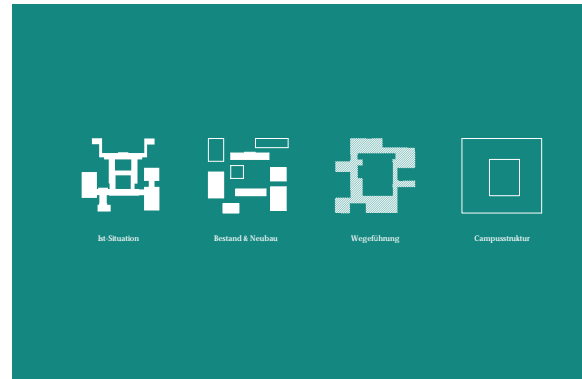 Ist-Situation
Bestand & Neubau
Wegeführung
Campusstruktur